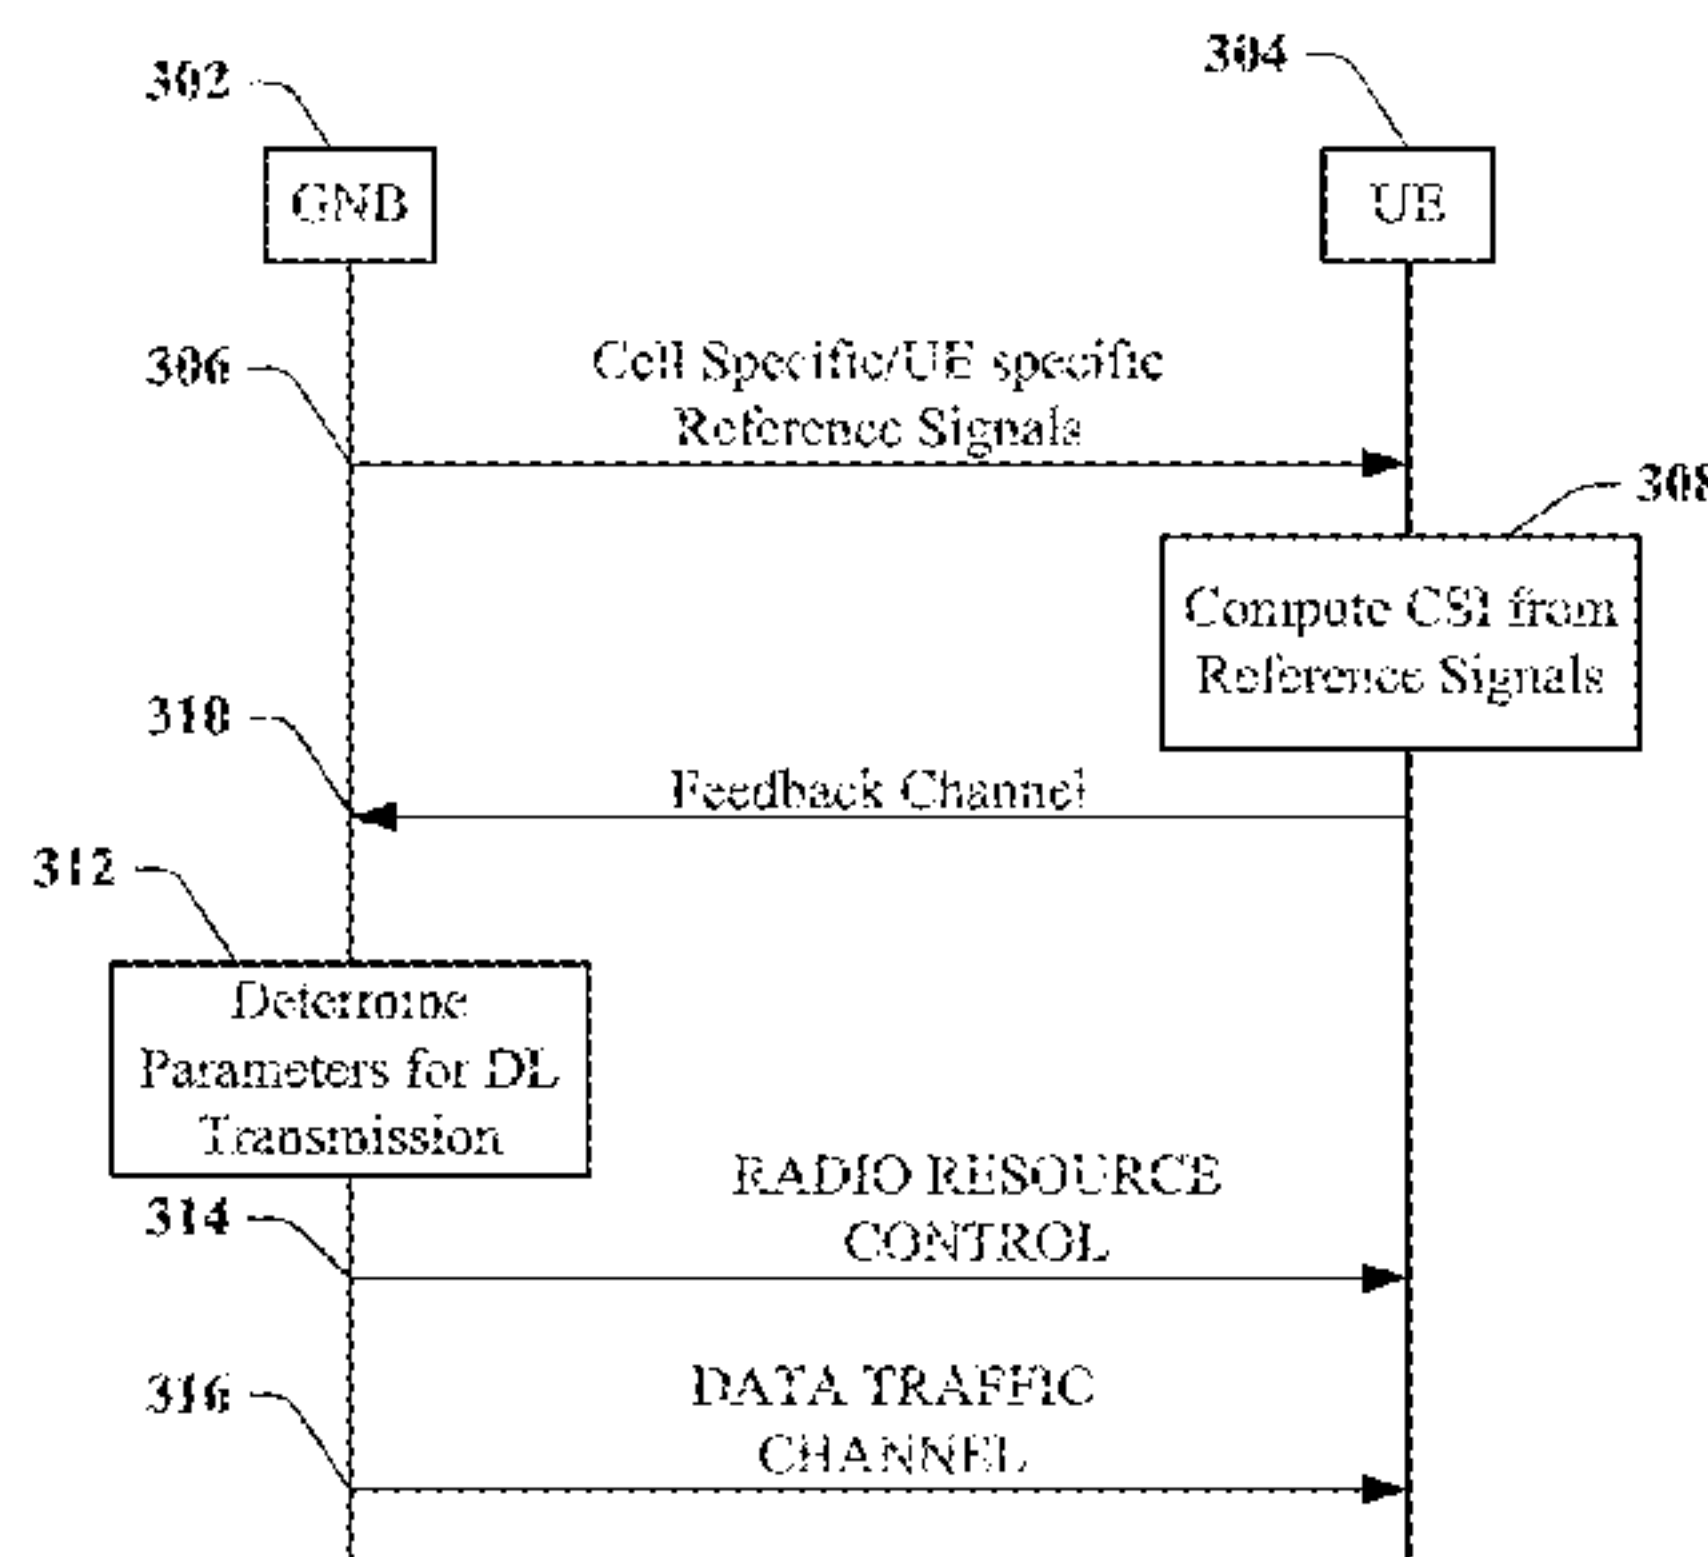 304
302
GNB
UE
306
Cell Specific/UE specific
Reference Signals
308
Compute CSI from
Reference Signals
310
Feedback Channel
312
Determine
Parameters for DL
Transmission
314
RADIO RESOURCE
CONTROL
316
DATA TRAFFIC
CHANNEL